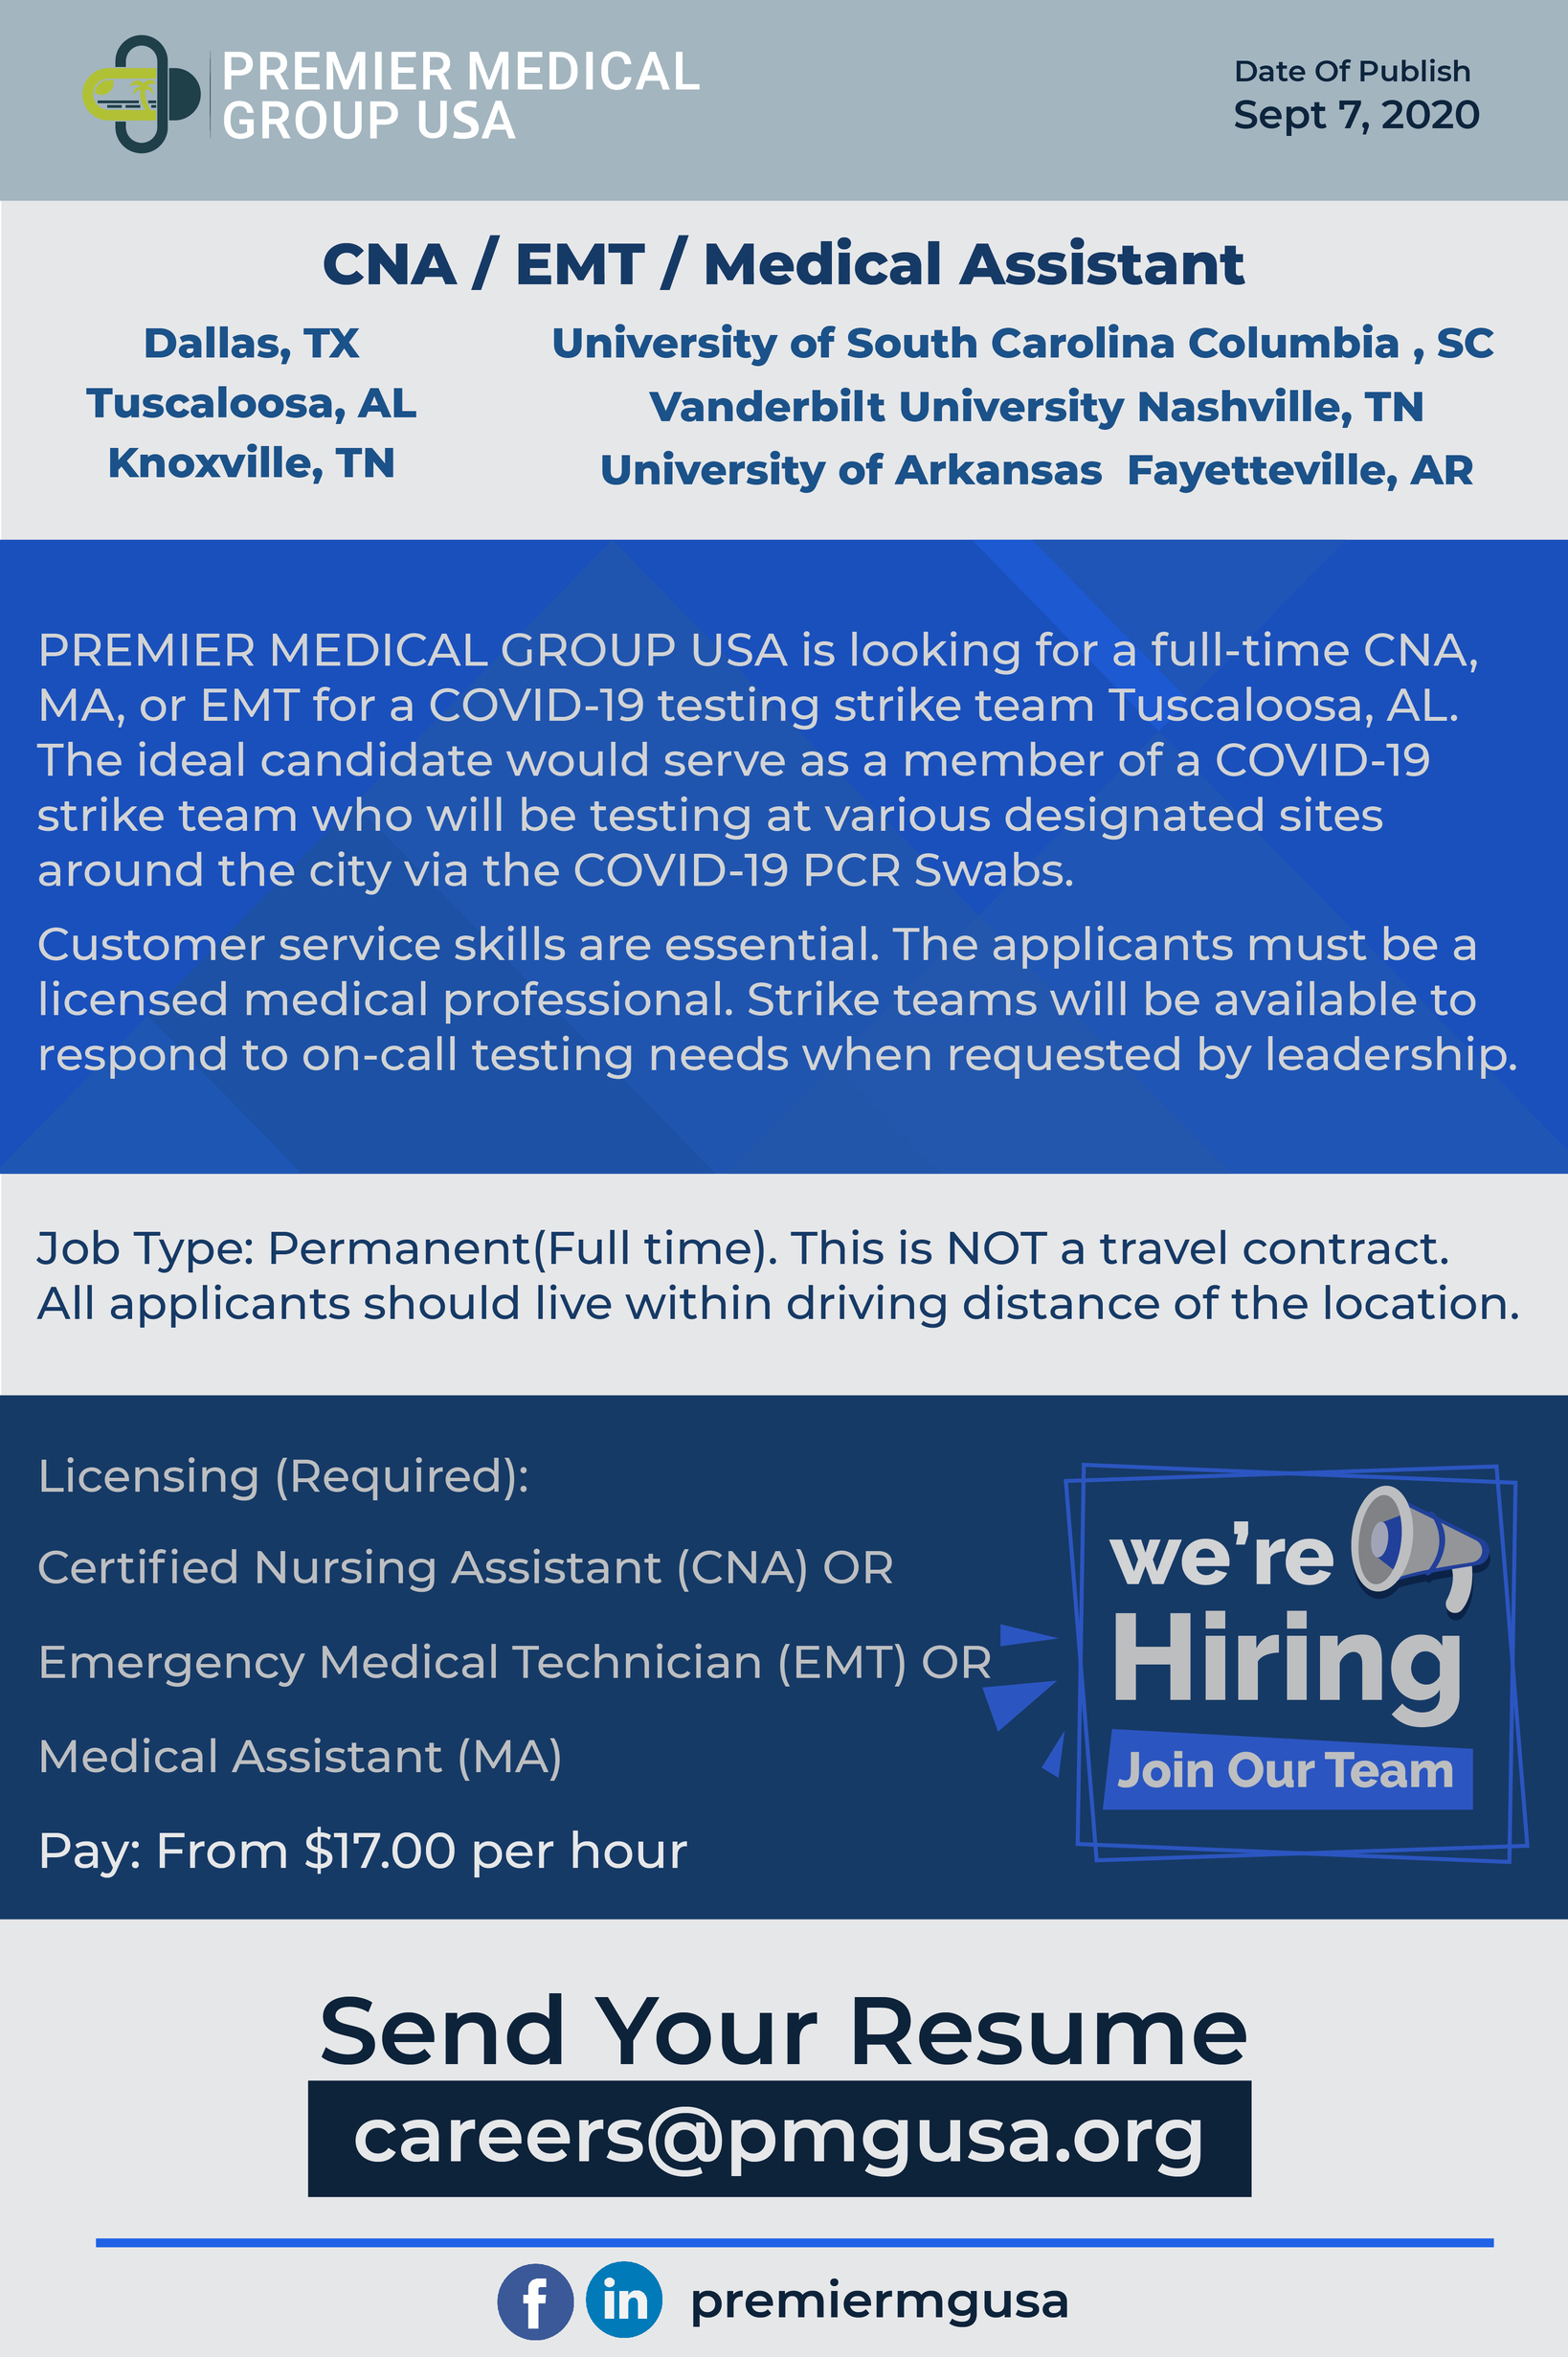 PREMIER MEDICAL
GROUP USA
Date Of Publish
Sept 7, 2020
CNA / EMT / Medical Assistant
Dallas, TX
Tuscaloosa, AL
Knoxville, TN
University of South Carolina Columbia , SC
Vanderbilt University Nashville, TN
University of Arkansas  Fayetteville, AR
PREMIER MEDICAL GROUP USA is looking for a full-time CNA,
MA, or EMT for a COVID-19 testing strike team Tuscaloosa, AL.
The ideal candidate would serve as a member of a COVID-19
strike team who will be testing at various designated sites
around the city via the COVID-19 PCR Swabs.
Customer service skills are essential. The applicants must be a
licensed medical professional. Strike teams will be available to
respond to on-call testing needs when requested by leadership.
Job Type: Permanent(Full time). This is NOT a travel contract.
All applicants should live within driving distance of the location.
Licensing (Required):
Certified Nursing Assistant (CNA) OR
Emergency Medical Technician (EMT) OR
Medical Assistant (MA)
Pay: From $17.00 per hour
we're
Hiring
Join Our Team
Send Your Resume
careers@pmgusa.org
f in premiermgusa